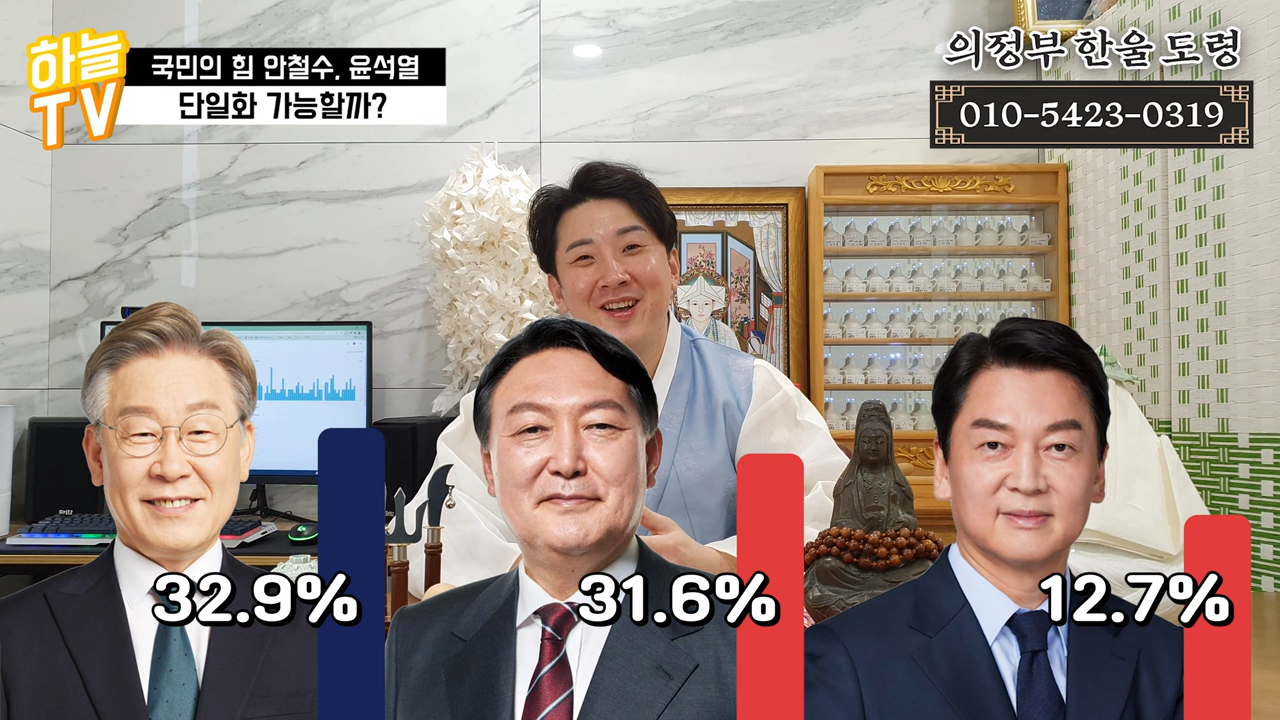 하늘
TV
국민의 힘 안철수, 윤석열
단일화 가능할까?
의정부 한울 도령
010-5423-0319
32.9%
31.6%
12.7%